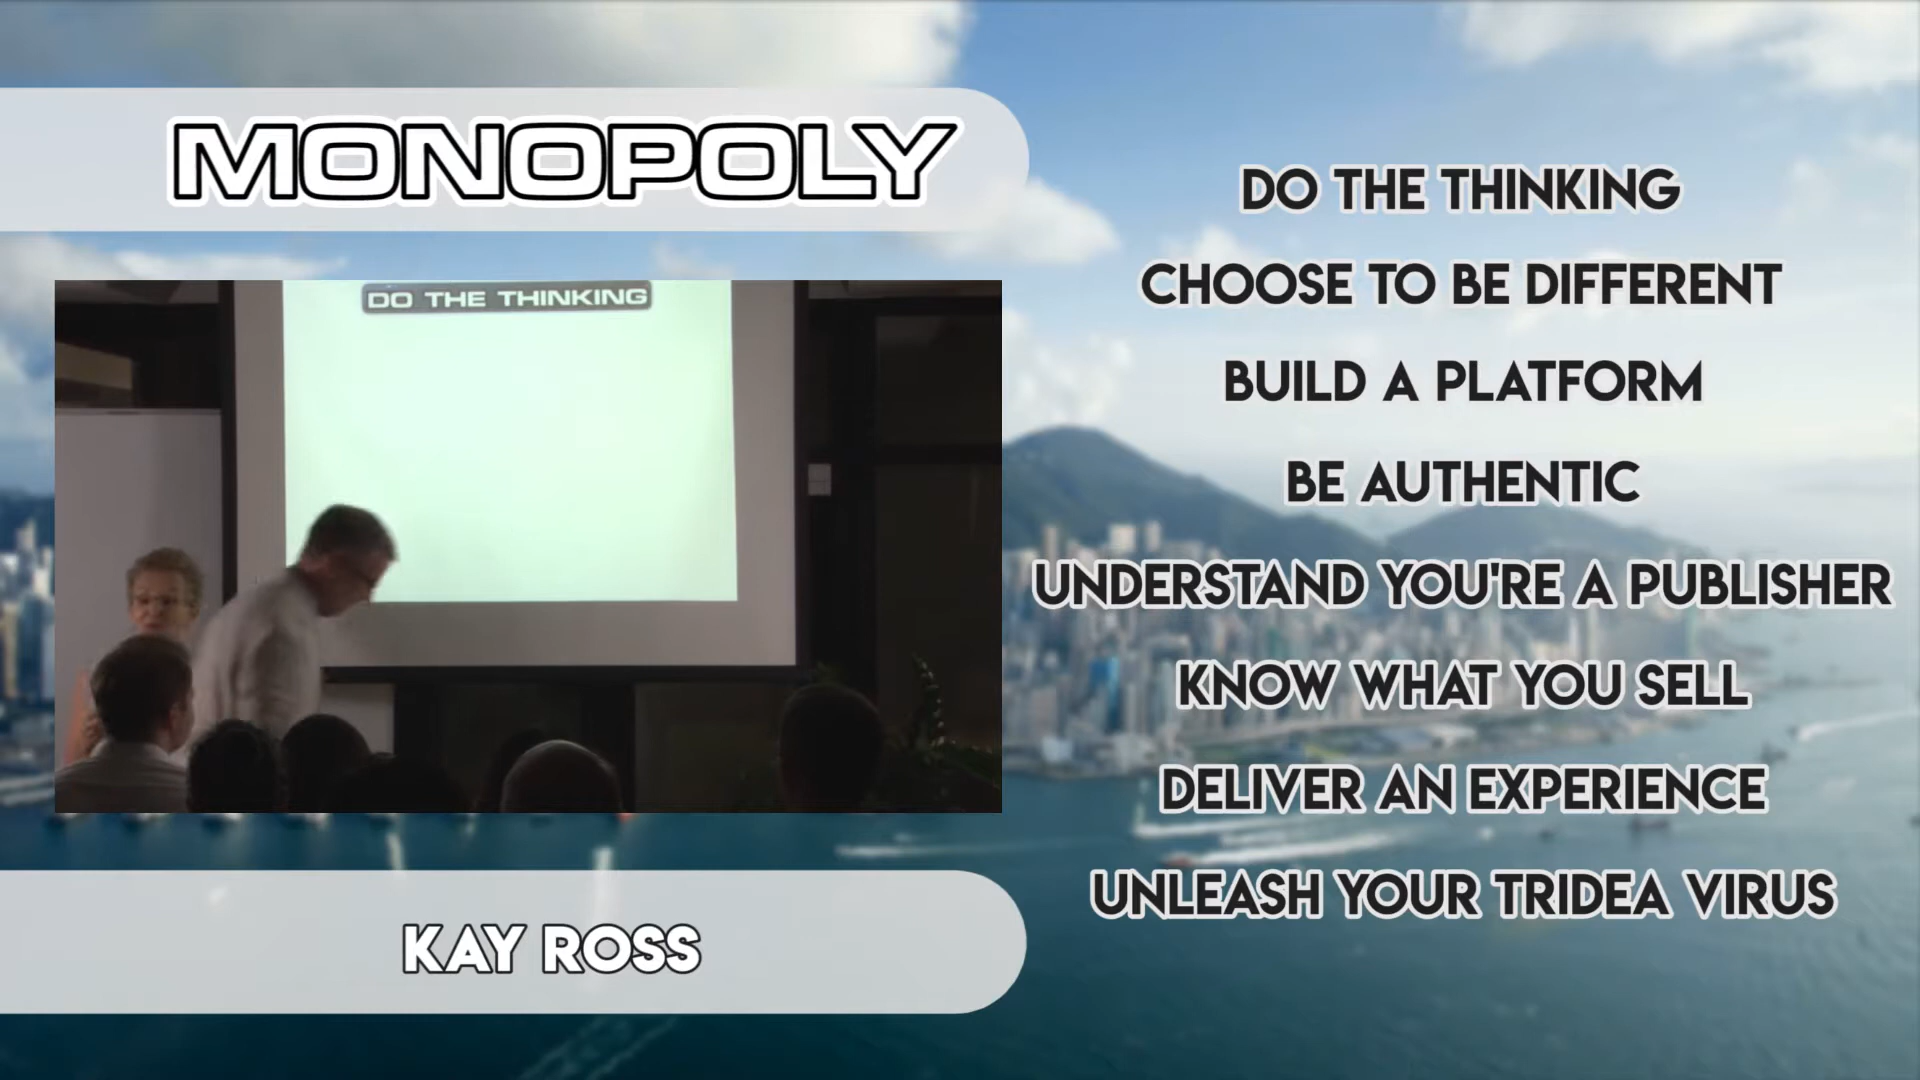 MONOPOLY
DO THE THINKING
KAY ROSS
DO THE THINKING
CHOOSE TO BE DIFFERENT
BUILD A PLATFORM
BE AUTHENTIC
UNDERSTAND YOU'RE A PUBLISHER
KNOW WHAT YOU SELL
DELIVER AN EXPERIENCE
UNLEASH YOUR TRIDEA VIRUS